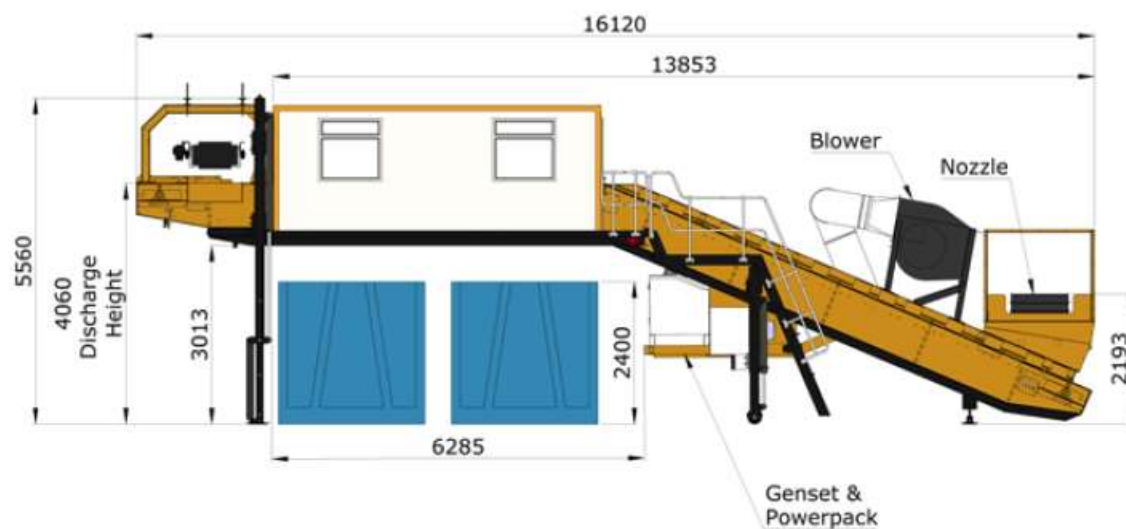 16120
13853
Blower
Nozzle
5560
4060
Discharge
Height
3013
2400
2193
6285
Genset &
Powerpack